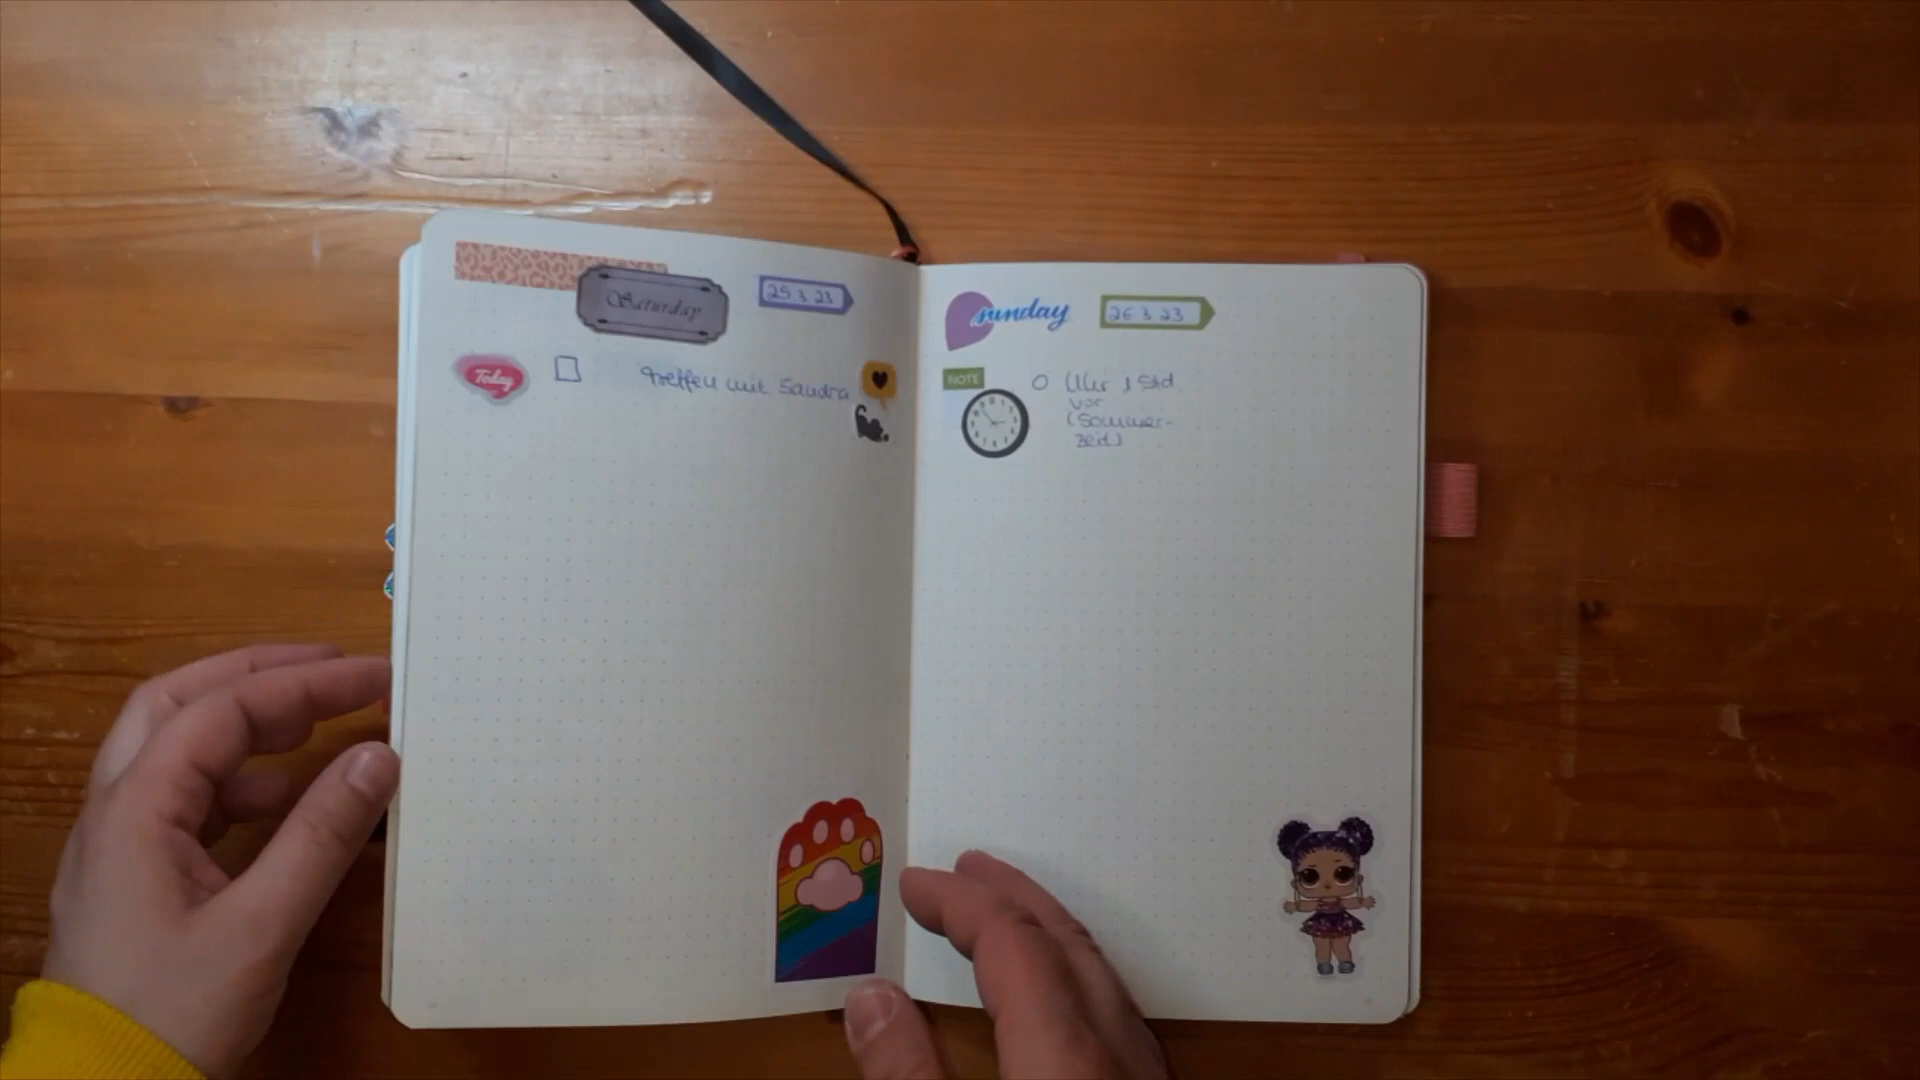 Saturday
25 3 23
Today
Treffen mit Sandra
sunday
26 3 23
NOTE
O Uhr 1 Std
vor
(Sommer-
zeit)